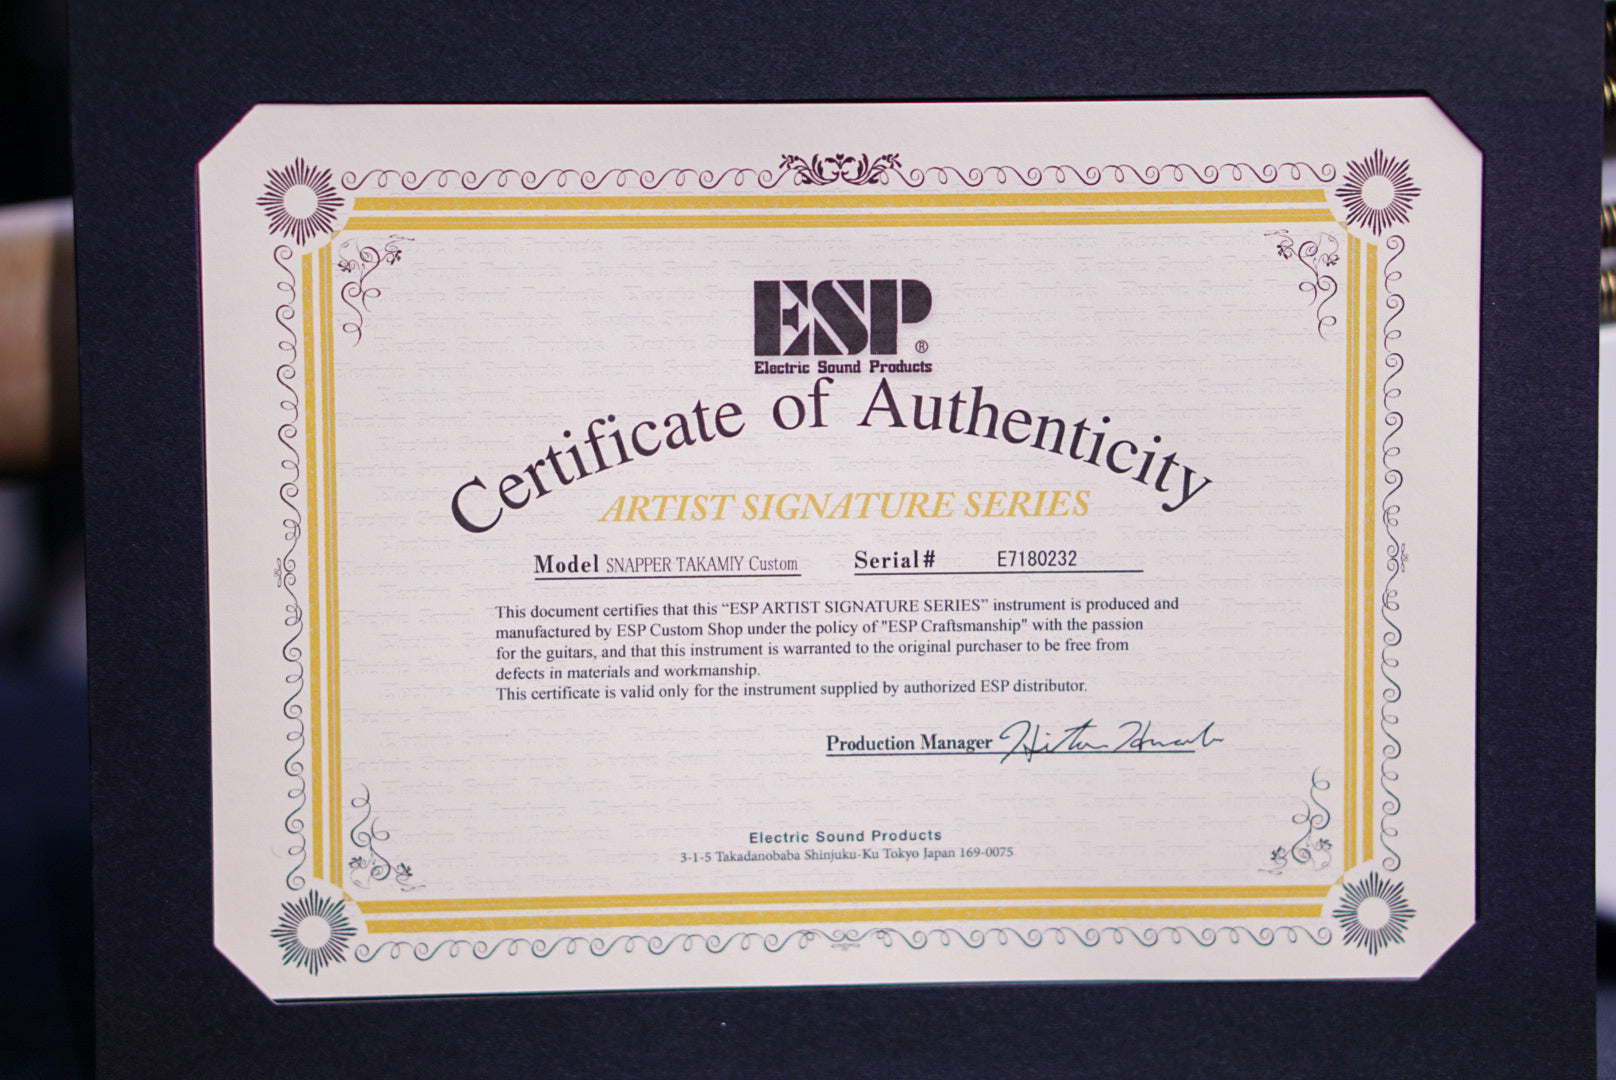 ESP®
Electric Sound Products
Certificate of Authenticity
ARTIST SIGNATURE SERIES
Model SNAPPER TAKAMIY Custom Serial# E7180232
This document certifies that this “ESP ARTIST SIGNATURE SERIES” instrument is produced and
manufactured by ESP Custom Shop under the policy of "ESP Craftsmanship" with the passion
for the guitars, and that this instrument is warranted to the original purchaser to be free from
defects in materials and workmanship.
This certificate is valid only for the instrument supplied by authorized ESP distributor.
Production Manager
Electric Sound Products
3-1-5 Takadanobaba Shinjuku-Ku Tokyo Japan 169-0075